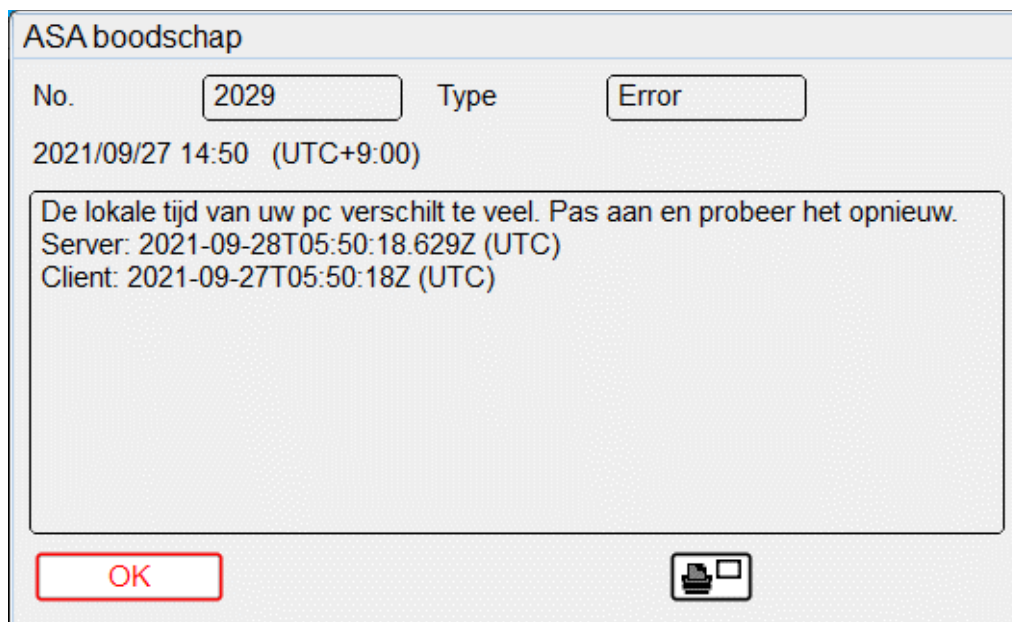 ASA boodschap
No. 2029 Type Error
2021/09/27 14:50 (UTC+9:00)
De lokale tijd van uw pc verschilt te veel. Pas aan en probeer het opnieuw.
Server: 2021-09-28T05:50:18.629Z (UTC)
Client: 2021-09-27T05:50:18Z (UTC)
OK